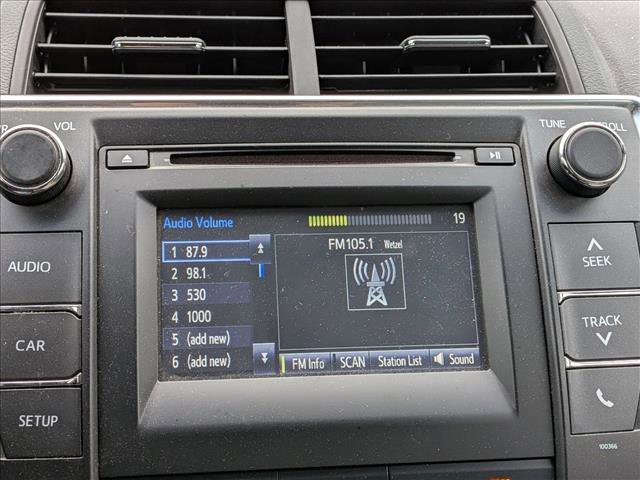 VOL
TUNE
SCROLL
AUDIO
CAR
SETUP
SEEK
TRACK
100366
Audio Volume 19
1 87.9
2 98.1
3 530
4 1000
5 (add new)
6 (add new)
FM105.1 Wetzel
FM Info SCAN Station List Sound